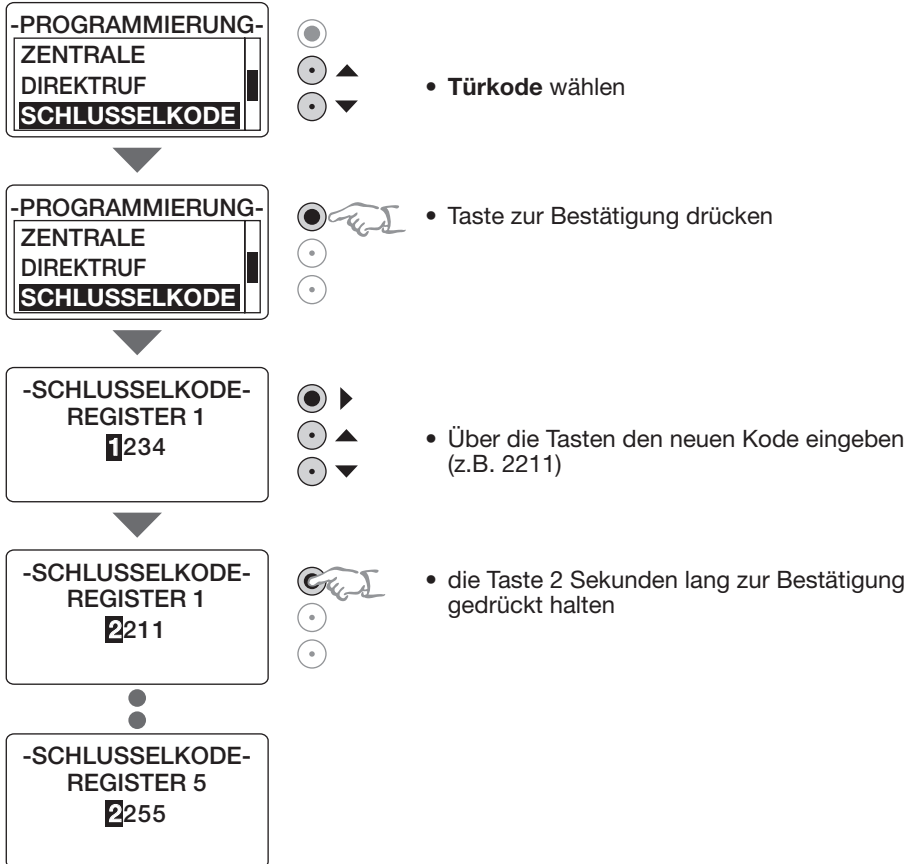 -PROGRAMMIERUNG-
ZENTRALE
DIREKTRUF
SCHLUSSELKODE
• Türkode wählen
-PROGRAMMIERUNG-
ZENTRALE
DIREKTRUF
SCHLUSSELKODE
• Taste zur Bestätigung drücken
-SCHLUSSELKODE-
REGISTER 1
1234
• Über die Tasten den neuen Kode eingeben
(z.B. 2211)
-SCHLUSSELKODE-
REGISTER 1
2211
• die Taste 2 Sekunden lang zur Bestätigung
gedrückt halten
-SCHLUSSELKODE-
REGISTER 5
2255